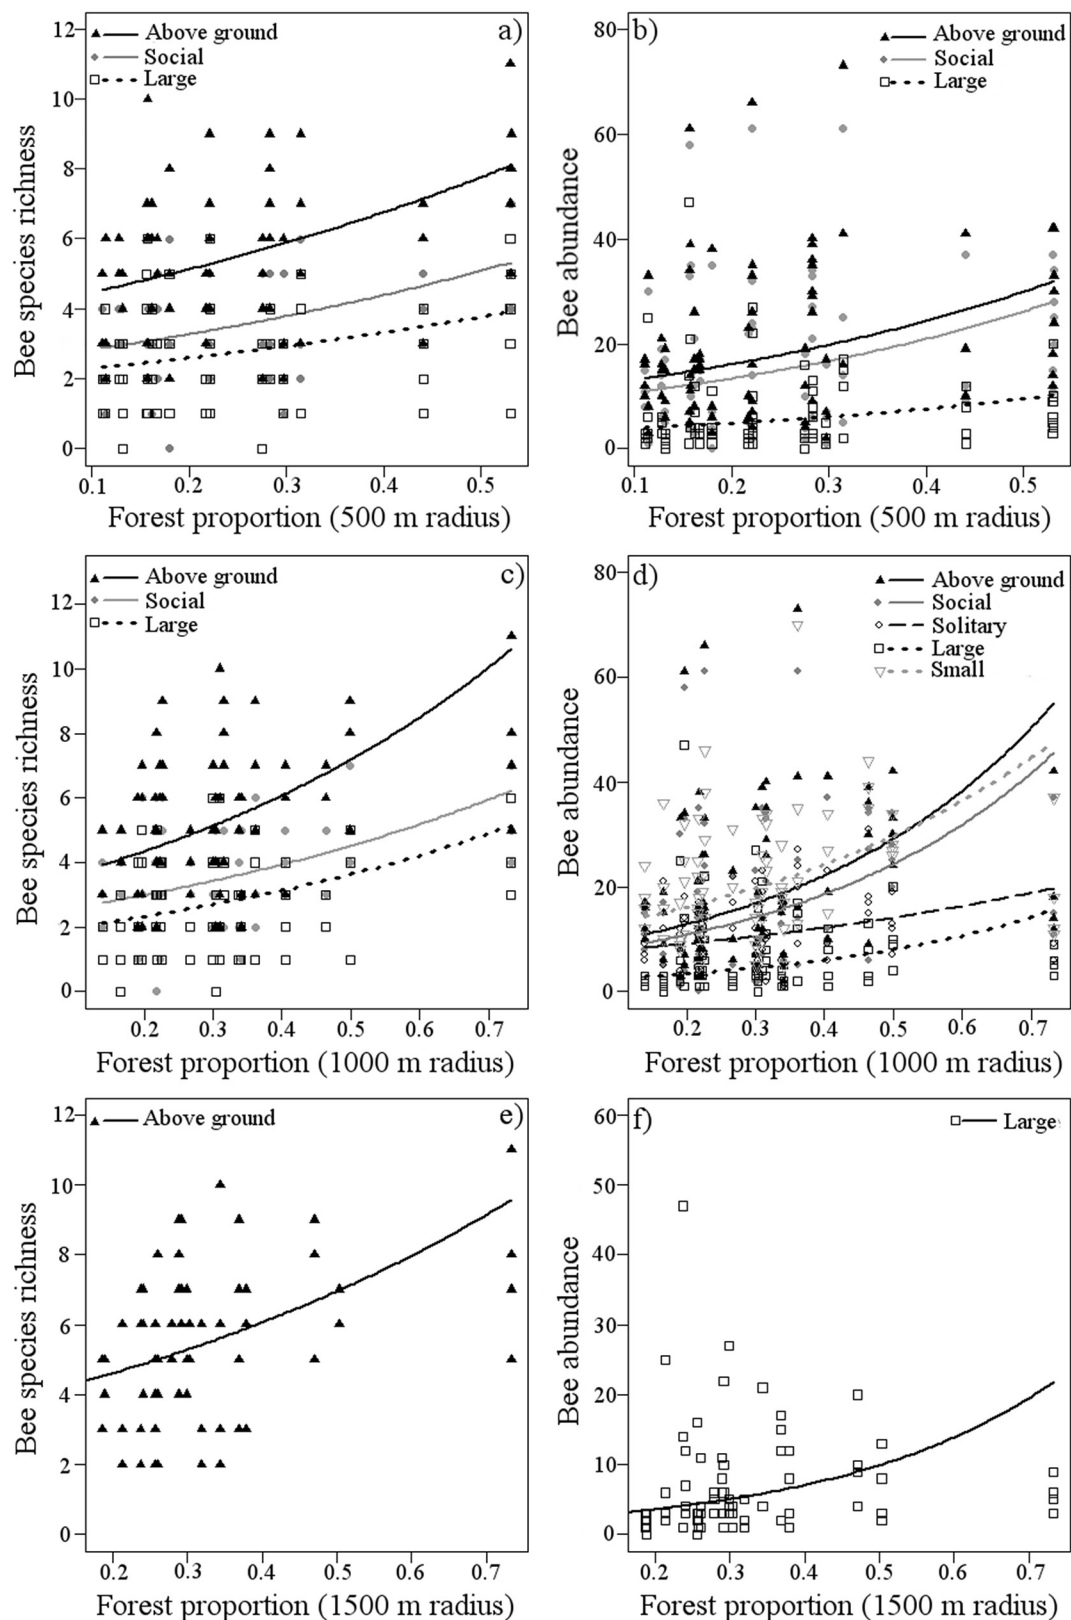 a)
Above ground
Social
Large
12
10
8
6
4
2
0
Bee species richness
0.1 0.2 0.3 0.4 0.5
Forest proportion (500 m radius)
b)
Above ground
Social
Large
80
60
40
20
0
Bee abundance
0.1 0.2 0.3 0.4 0.5
Forest proportion (500 m radius)
c)
Above ground
Social
Large
12
10
8
6
4
2
0
Bee species richness
0.2 0.3 0.4 0.5 0.6 0.7
Forest proportion (1000 m radius)
d)
Above ground
Social
Solitary
Large
Small
80
60
40
20
0
Bee abundance
0.2 0.3 0.4 0.5 0.6 0.7
Forest proportion (1000 m radius)
e)
Above ground
12
10
8
6
4
2
0
Bee species richness
0.2 0.3 0.4 0.5 0.6 0.7
Forest proportion (1500 m radius)
f)
Large
60
50
40
30
20
10
0
Bee abundance
0.2 0.3 0.4 0.5 0.6 0.7
Forest proportion (1500 m radius)